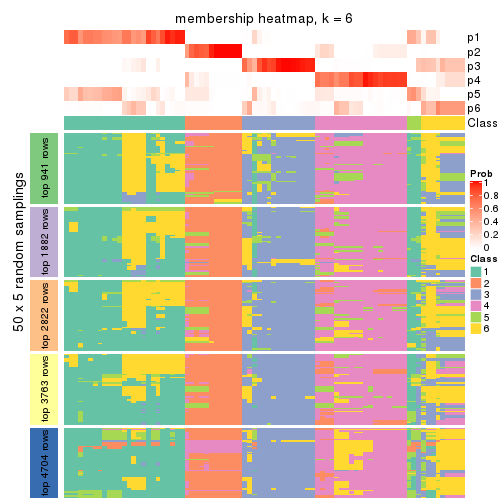 membership heatmap, k = 6
p1
p2
p3
p4
p5
p6
Class
50 x 5 random samplings
top 941 rows
top 1882 rows
top 2822 rows
top 3763 rows
top 4704 rows
Prob
1
0.8
0.6
0.4
0.2
0
Class
1
2
3
4
5
6